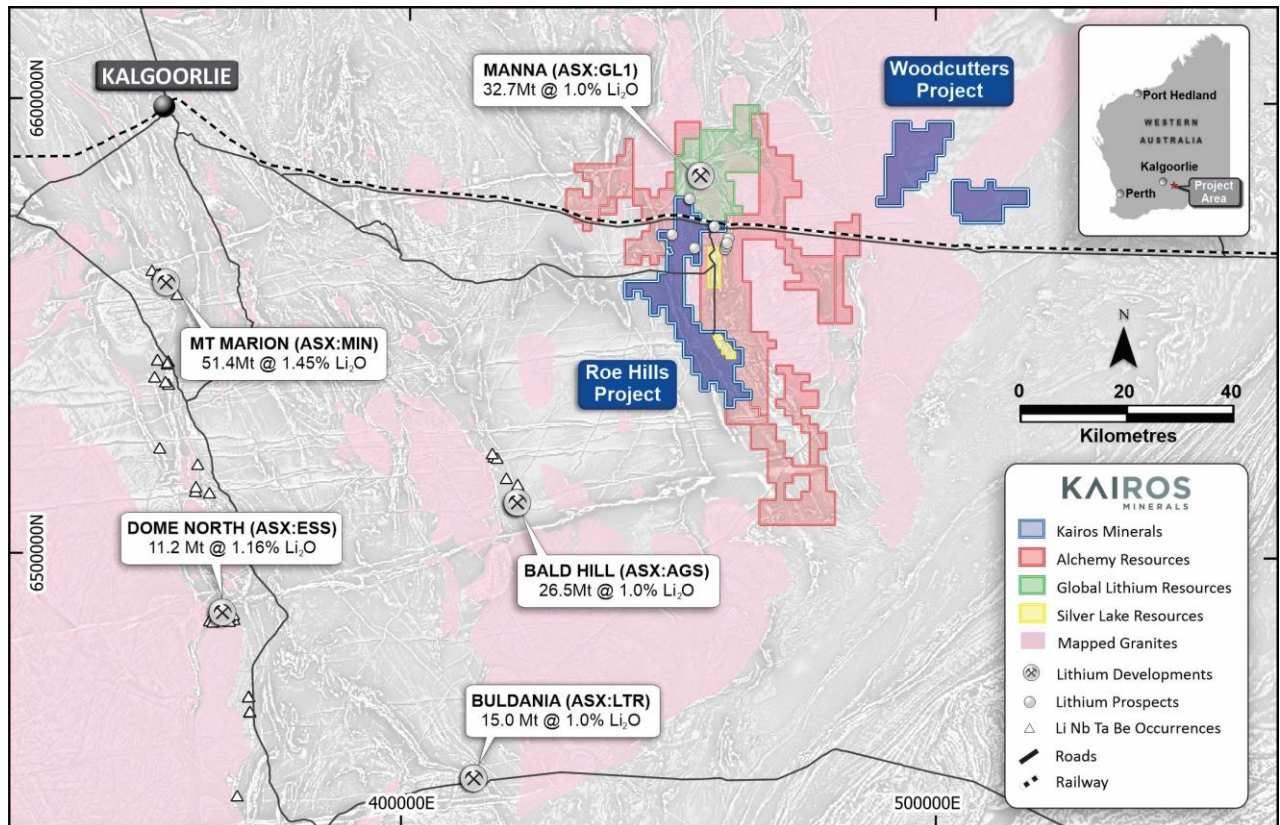 KALGOORLIE
MANNA (ASX:GL1)
32.7Mt @ 1.0% Li₂O
Woodcutters
Project
Port Hedland
WESTERN
AUSTRALIA
Kalgoorlie
Perth
Project
Area
6600000N
MT MARION (ASX:MIN)
51.4Mt @ 1.45% Li₂O
Roe Hills
Project
N
0
20
40
Kilometres
DOME NORTH (ASX:ESS)
11.2 Mt @ 1.16% Li₂O
BALD HILL (ASX:AGS)
26.5Mt @ 1.0% Li₂O
6500000N
BULDANIA (ASX:LTR)
15.0 Mt @ 1.0% Li₂O
400000E
500000E
KAIROS
MINERALS
Kairos Minerals
Alchemy Resources
Global Lithium Resources
Silver Lake Resources
Mapped Granites
Lithium Developments
Lithium Prospects
Li Nb Ta Be Occurrences
Roads
Railway